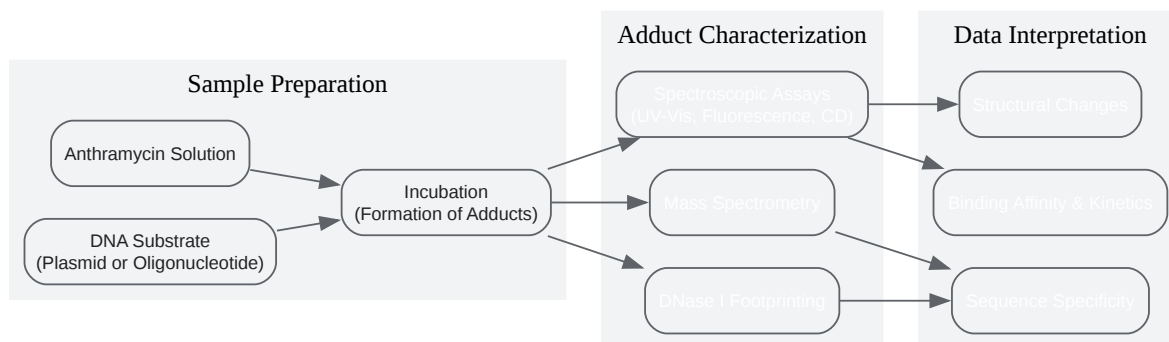 Sample Preparation
Anthramycin Solution
DNA Substrate
(Plasmid or Oligonucleotide)
Incubation
(Formation of Adducts)
Adduct Characterization
Spectroscopic Assays
(UV-Vis, Fluorescence, CD)
Mass Spectrometry
DNase I Footprinting
Data Interpretation
Structural Changes
Binding Affinity & Kinetics
Sequence Specificity